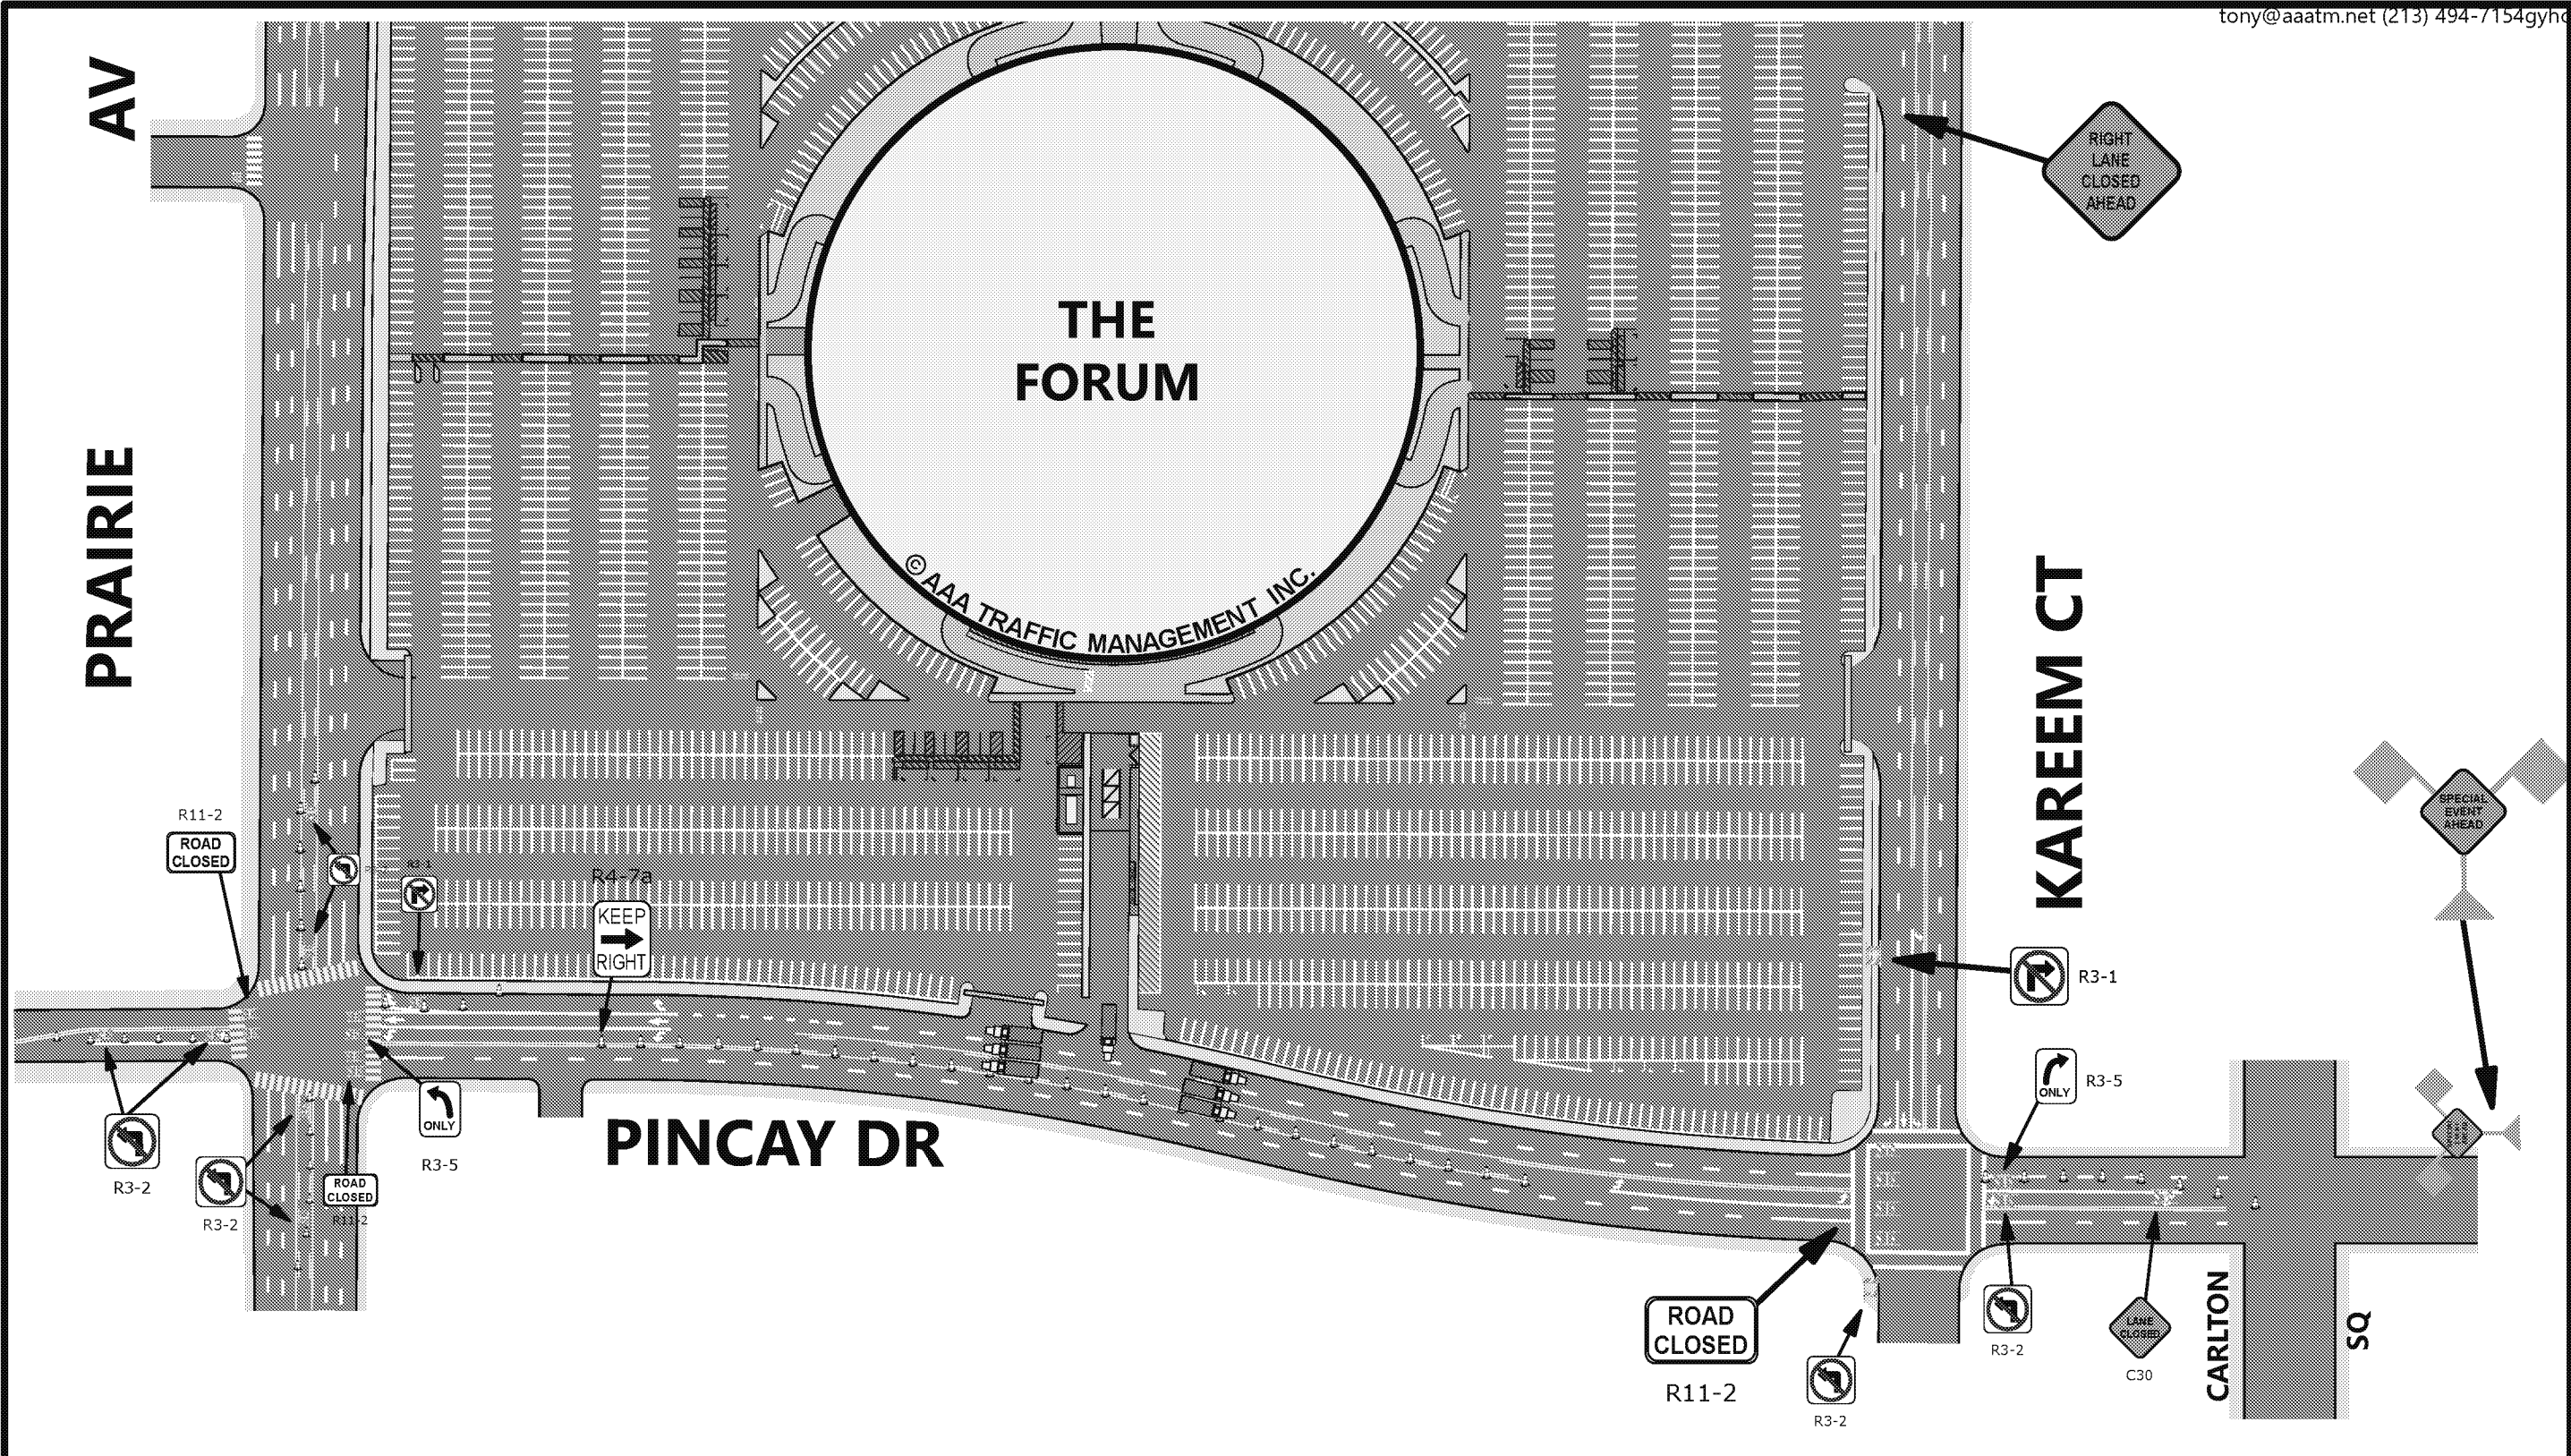 tony@aaatm.net (213) 494-7154gyhc
PRAIRIE AV
RIGHT
LANE
CLOSED
AHEAD
THE
FORUM
©AAA TRAFFIC MANAGEMENT INC.
KAREEM CT
SPECIAL
EVENT
AHEAD
R11-2
ROAD
CLOSED
R3-1
R4-7a
KEEP
RIGHT
R3-1
ONLY
R3-5
ONLY
R3-5
PINCAY DR
R3-2
R3-2
ROAD
CLOSED
R11-2
ROAD
CLOSED
R11-2
R3-2
R3-2
LANE
CLOSED
C30
CARLTON
SQ